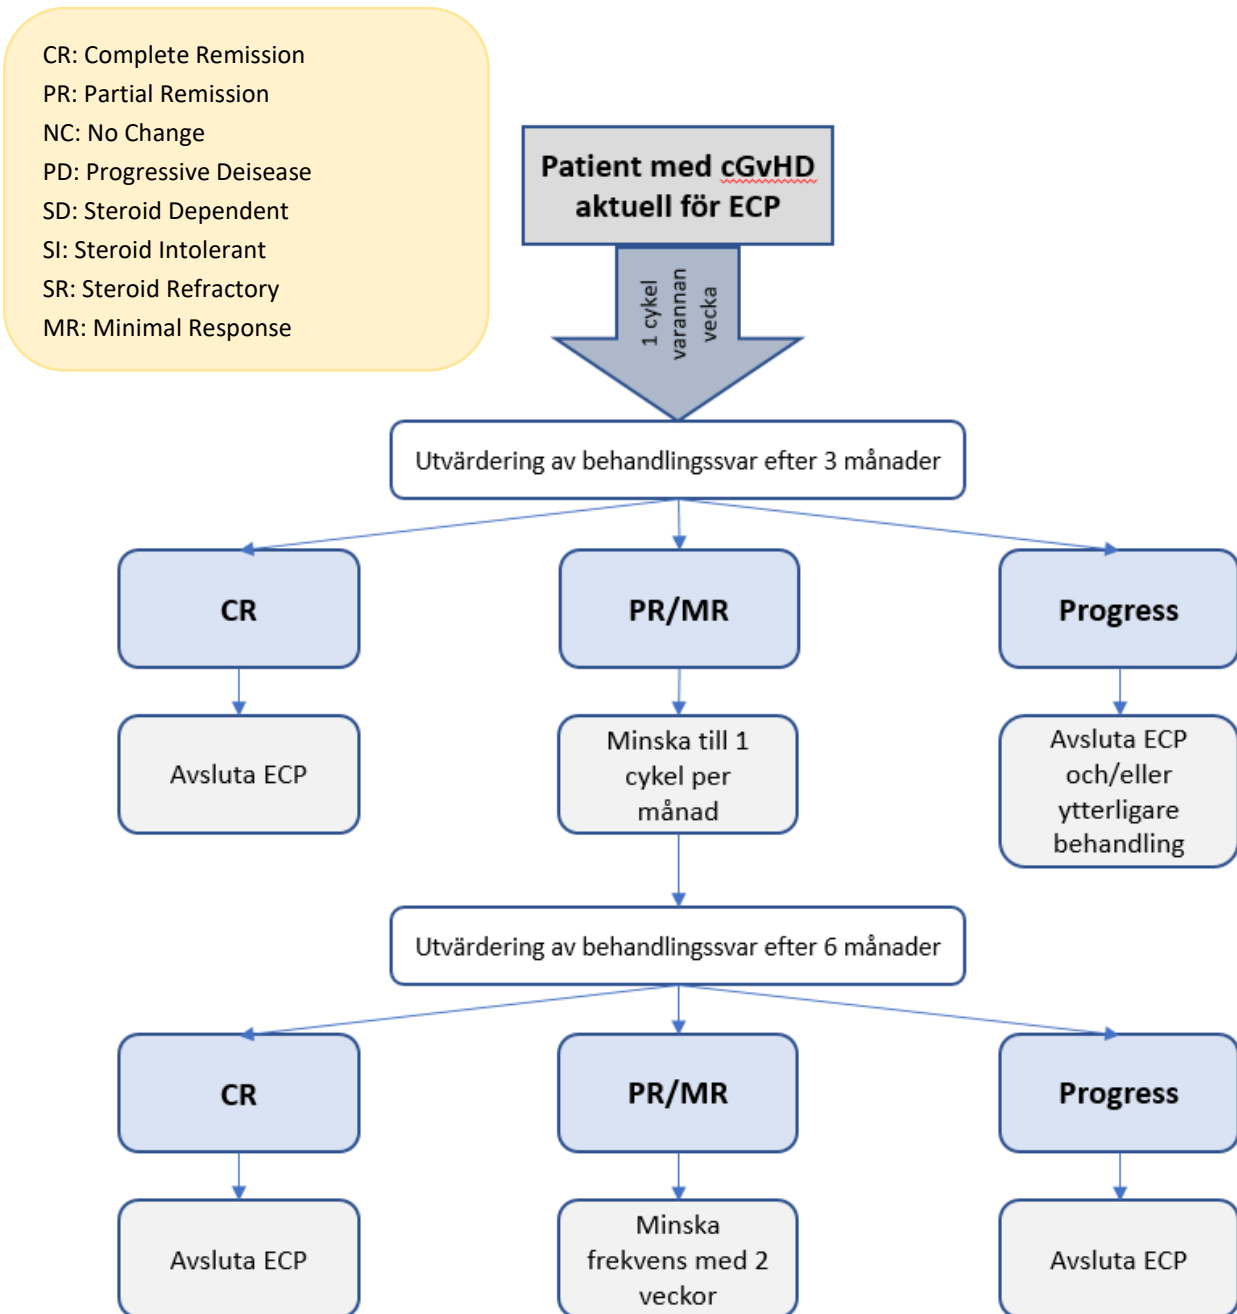 CR: Complete Remission
PR: Partial Remission
NC: No Change
PD: Progressive Deisease
SD: Steroid Dependent
SI: Steroid Intolerant
SR: Steroid Refractory
MR: Minimal Response
Patient med cGvHD
aktuell för ECP
1 cykel
varannan
vecka
Utvärdering av behandlingssvar efter 3 månader
CR
PR/MR
Progress
Avsluta ECP
Minska till 1
cykel per
månad
Avsluta ECP
och/eller
ytterligare
behandling
Utvärdering av behandlingssvar efter 6 månader
CR
PR/MR
Progress
Avsluta ECP
Minska
frekvens med 2
veckor
Avsluta ECP